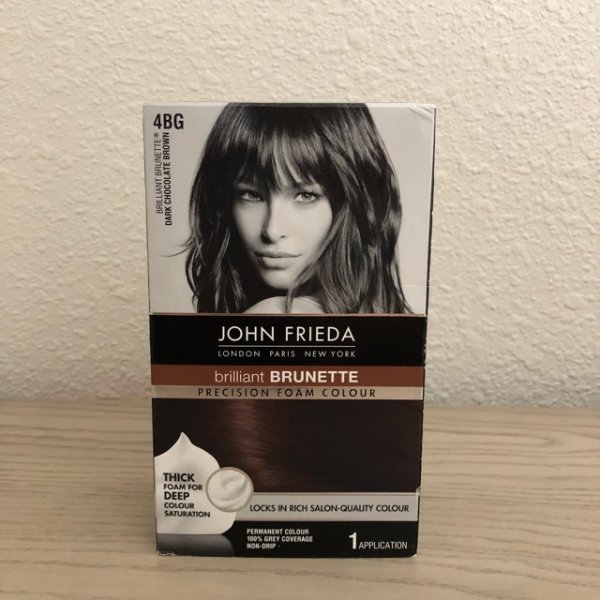 4BG
BRILLIANT BRUNETTE®
DARK CHOCOLATE BROWN
JOHN FRIEDA
LONDON PARIS NEW YORK
brilliant BRUNETTE
PRECISION FOAM COLOUR
THICK
FOAM FOR
DEEP
COLOUR
SATURATION
LOCKS IN RICH SALON-QUALITY COLOUR
PERMANENT COLOUR
100% GREY COVERAGE
NON-DRIP
1 APPLICATION